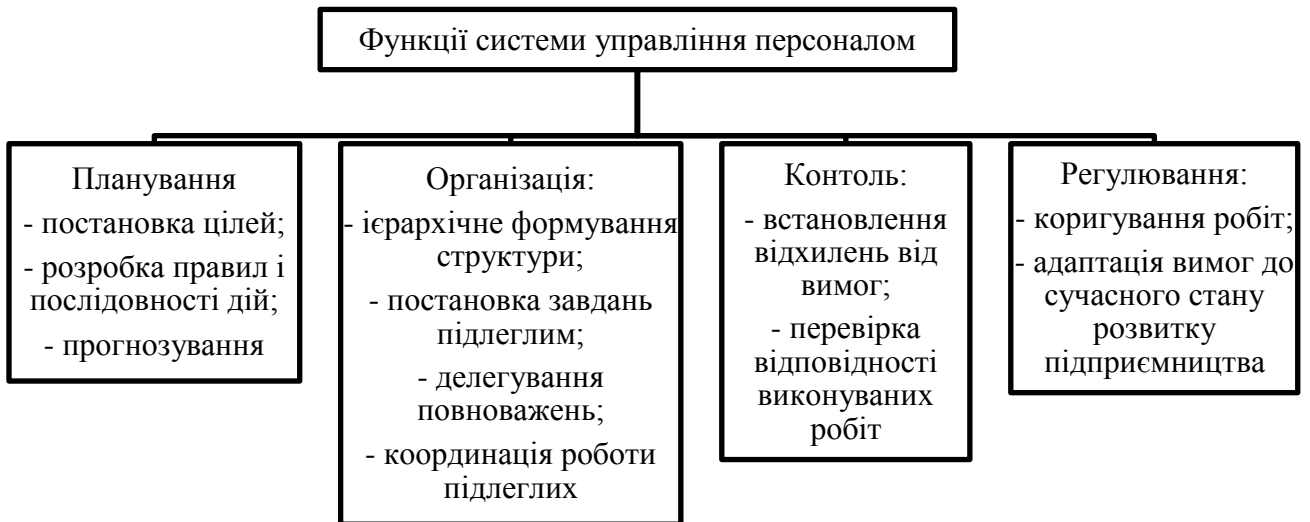 Функції системи управління персоналом
Планування
- постановка цілей;
- розробка правил і
послідовності дій;
- прогнозування
Організація:
- ієрархічне формування
структури;
- постановка завдань
підлеглим;
- делегування
повноважень;
- координація роботи
підлеглих
Контоль:
- встановлення
відхилень від
вимог;
- перевірка
відповідності
виконуваних
робіт
Регулювання:
- коригування робіт;
- адаптація вимог до
сучасного стану
розвитку
підприємництва